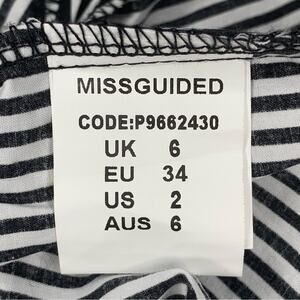 MISSGUIDED
CODE:P9662430
UK 6
EU 34
US 2
AUS 6